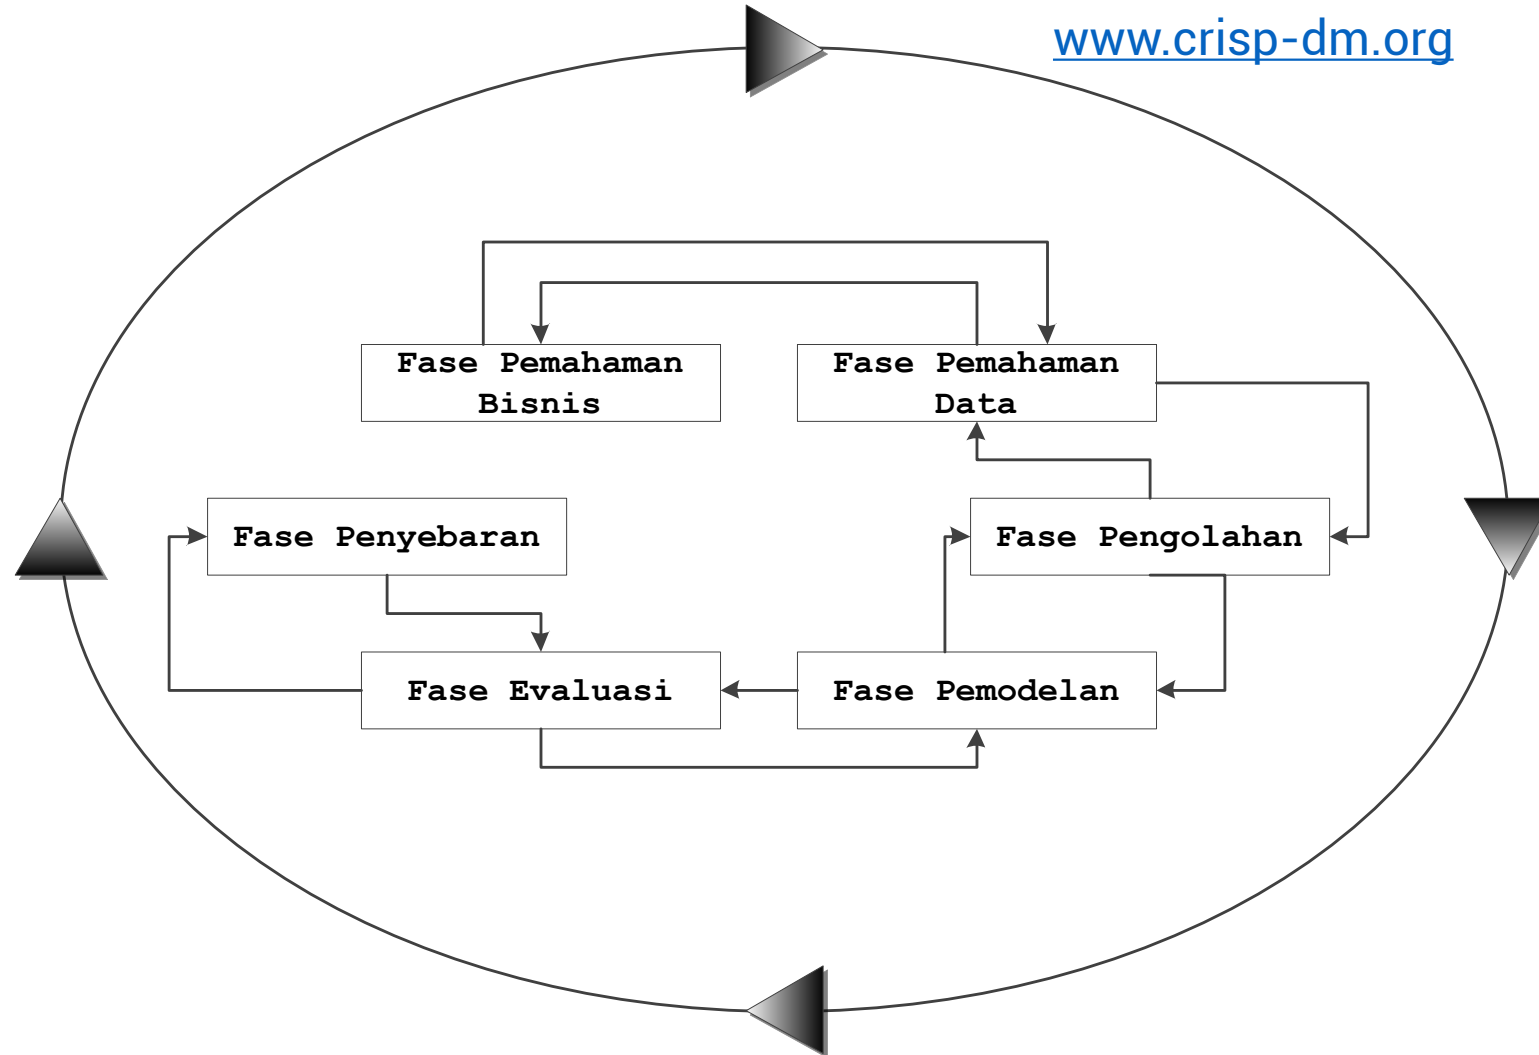 www.crisp-dm.org
Fase Pemahaman
Bisnis
Fase Pemahaman
Data
Fase Penyebaran
Fase Pengolahan
Fase Evaluasi
Fase Pemodelan